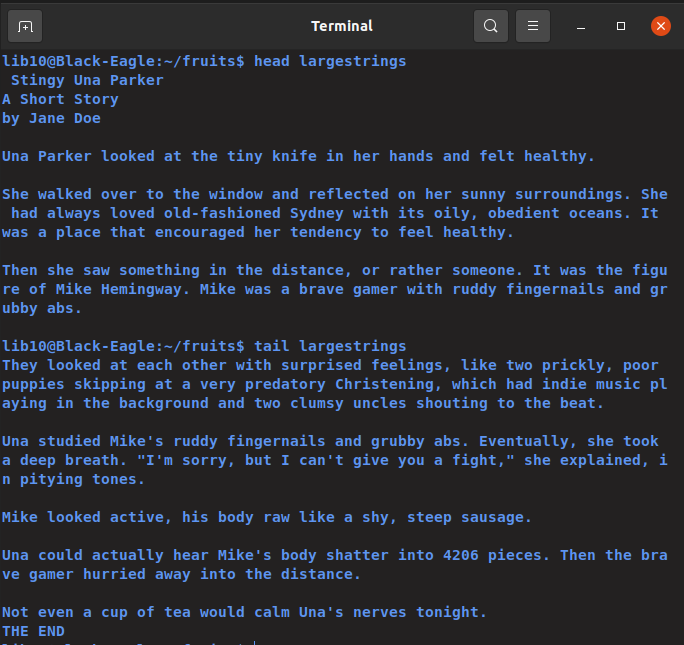 Terminal
lib10@Black-Eagle:~/fruits$ head largestrings
 Stingy Una Parker
A Short Story
by Jane Doe

Una Parker looked at the tiny knife in her hands and felt healthy.

She walked over to the window and reflected on her sunny surroundings. She
 had always loved old-fashioned Sydney with its oily, obedient oceans. It
was a place that encouraged her tendency to feel healthy.

Then she saw something in the distance, or rather someone. It was the figu
re of Mike Hemingway. Mike was a brave gamer with ruddy fingernails and gr
ubby abs.

lib10@Black-Eagle:~/fruits$ tail largestrings
They looked at each other with surprised feelings, like two prickly, poor
puppies skipping at a very predatory Christening, which had indie music pl
aying in the background and two clumsy uncles shouting to the beat.

Una studied Mike's ruddy fingernails and grubby abs. Eventually, she took
a deep breath. "I'm sorry, but I can't give you a fight," she explained, i
n pitying tones.

Mike looked active, his body raw like a shy, steep sausage.

Una could actually hear Mike's body shatter into 4206 pieces. Then the bra
ve gamer hurried away into the distance.

Not even a cup of tea would calm Una's nerves tonight.
THE END